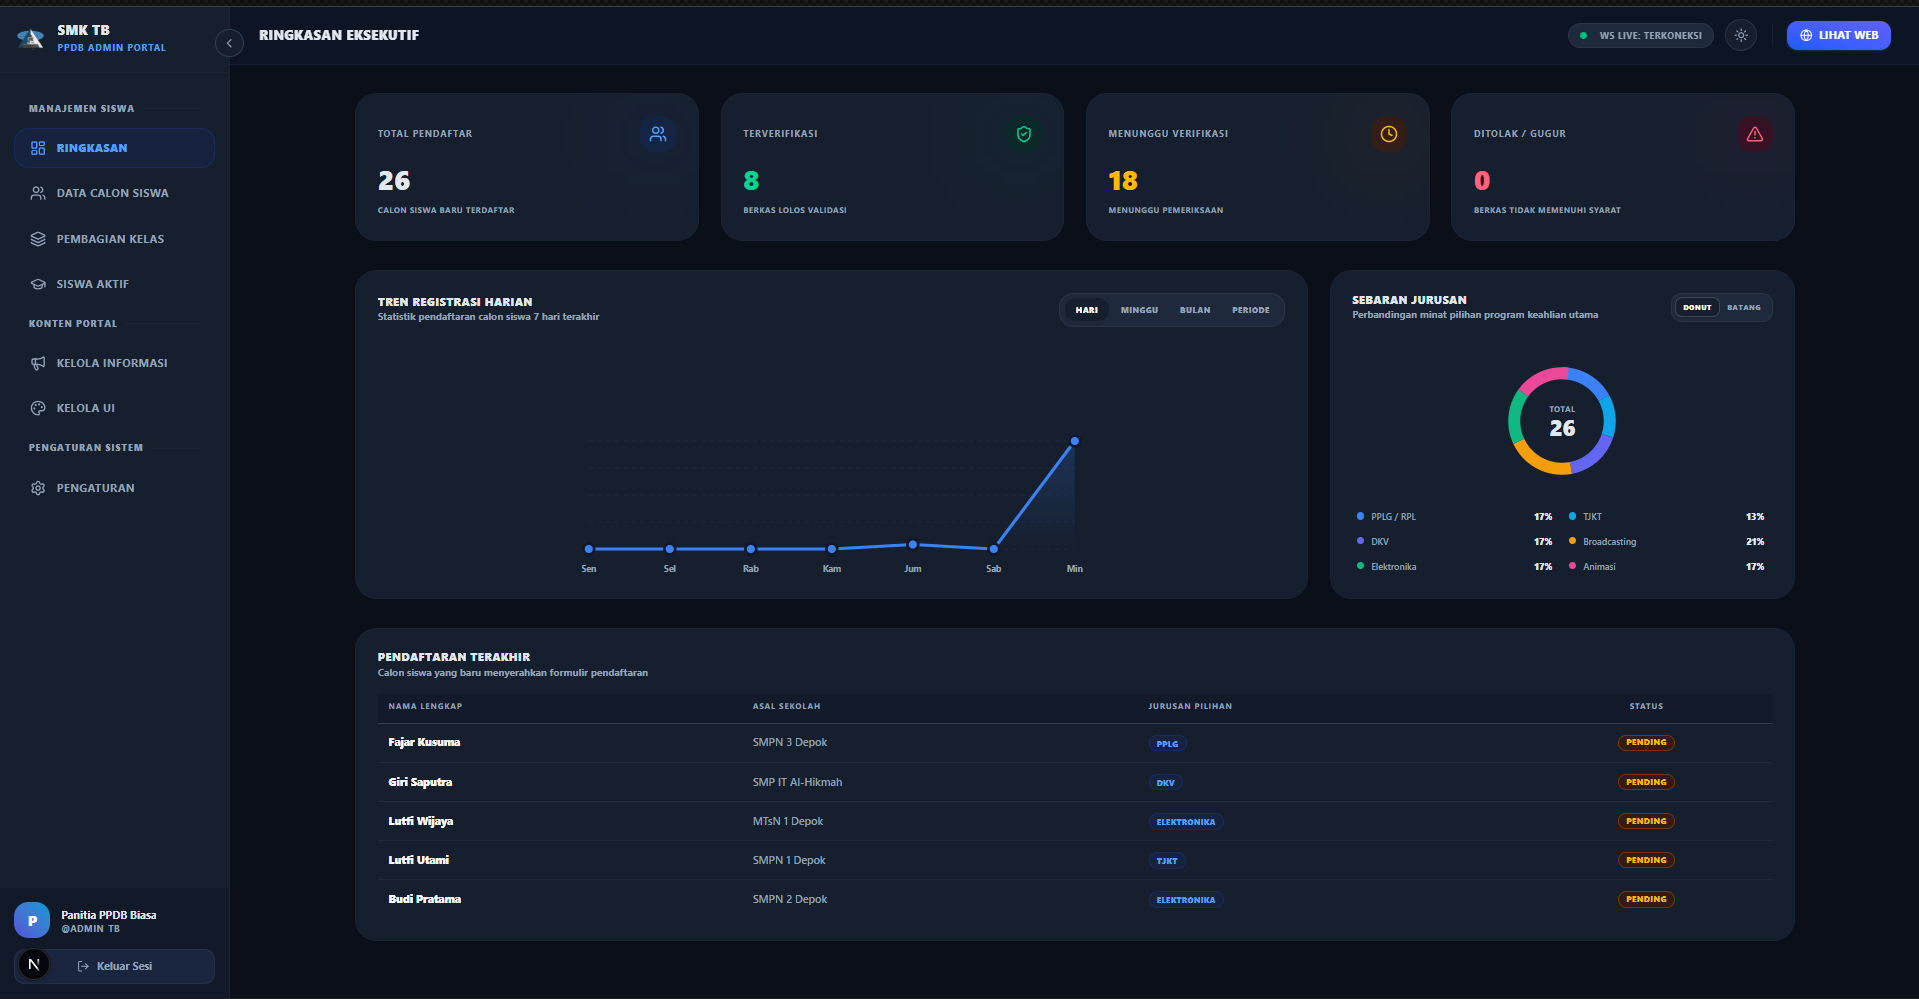 SMK TB
PPDB ADMIN PORTAL
MANAJEMEN SISWA
RINGKASAN
DATA CALON SISWA
PEMBAGIAN KELAS
SISWA AKTIF
KONTEN PORTAL
KELOLA INFORMASI
KELOLA UI
PENGATURAN SISTEM
PENGATURAN
P
Panitia PPDB Biasa
@ADMIN TB
N
Keluar Sesi
RINGKASAN EKSEKUTIF
WS LIVE: TERKONEKSI
LIHAT WEB
TOTAL PENDAFTAR
26
CALON SISWA BARU TERDAFTAR
TERVERIFIKASI
8
BERKAS LOLOS VALIDASI
MENUNGGU VERIFIKASI
18
MENUNGGU PEMERIKSAAN
DITOLAK / GUGUR
0
BERKAS TIDAK MEMENUHI SYARAT
TREN REGISTRASI HARIAN
Statistik pendaftaran calon siswa 7 hari terakhir
HARI MINGGU BULAN PERIODE
Sen Sel Rab Kam Jum Sab Min
SEBARAN JURUSAN
Perbandingan minat pilihan program keahlian utama
DONUT BATANG
TOTAL
26
PPLG / RPL 17% TJKT 13%
DKV 17% Broadcasting 21%
Elektronika 17% Animasi 17%
PENDAFTARAN TERAKHIR
Calon siswa yang baru menyerahkan formulir pendaftaran
NAMA LENGKAP ASAL SEKOLAH JURUSAN PILIHAN STATUS
Fajar Kusuma SMPN 3 Depok PPLG PENDING
Giri Saputra SMP IT Al-Hikmah DKV PENDING
Lutfi Wijaya MTsN 1 Depok ELEKTRONIKA PENDING
Lutfi Utami SMPN 1 Depok TJKT PENDING
Budi Pratama SMPN 2 Depok ELEKTRONIKA PENDING